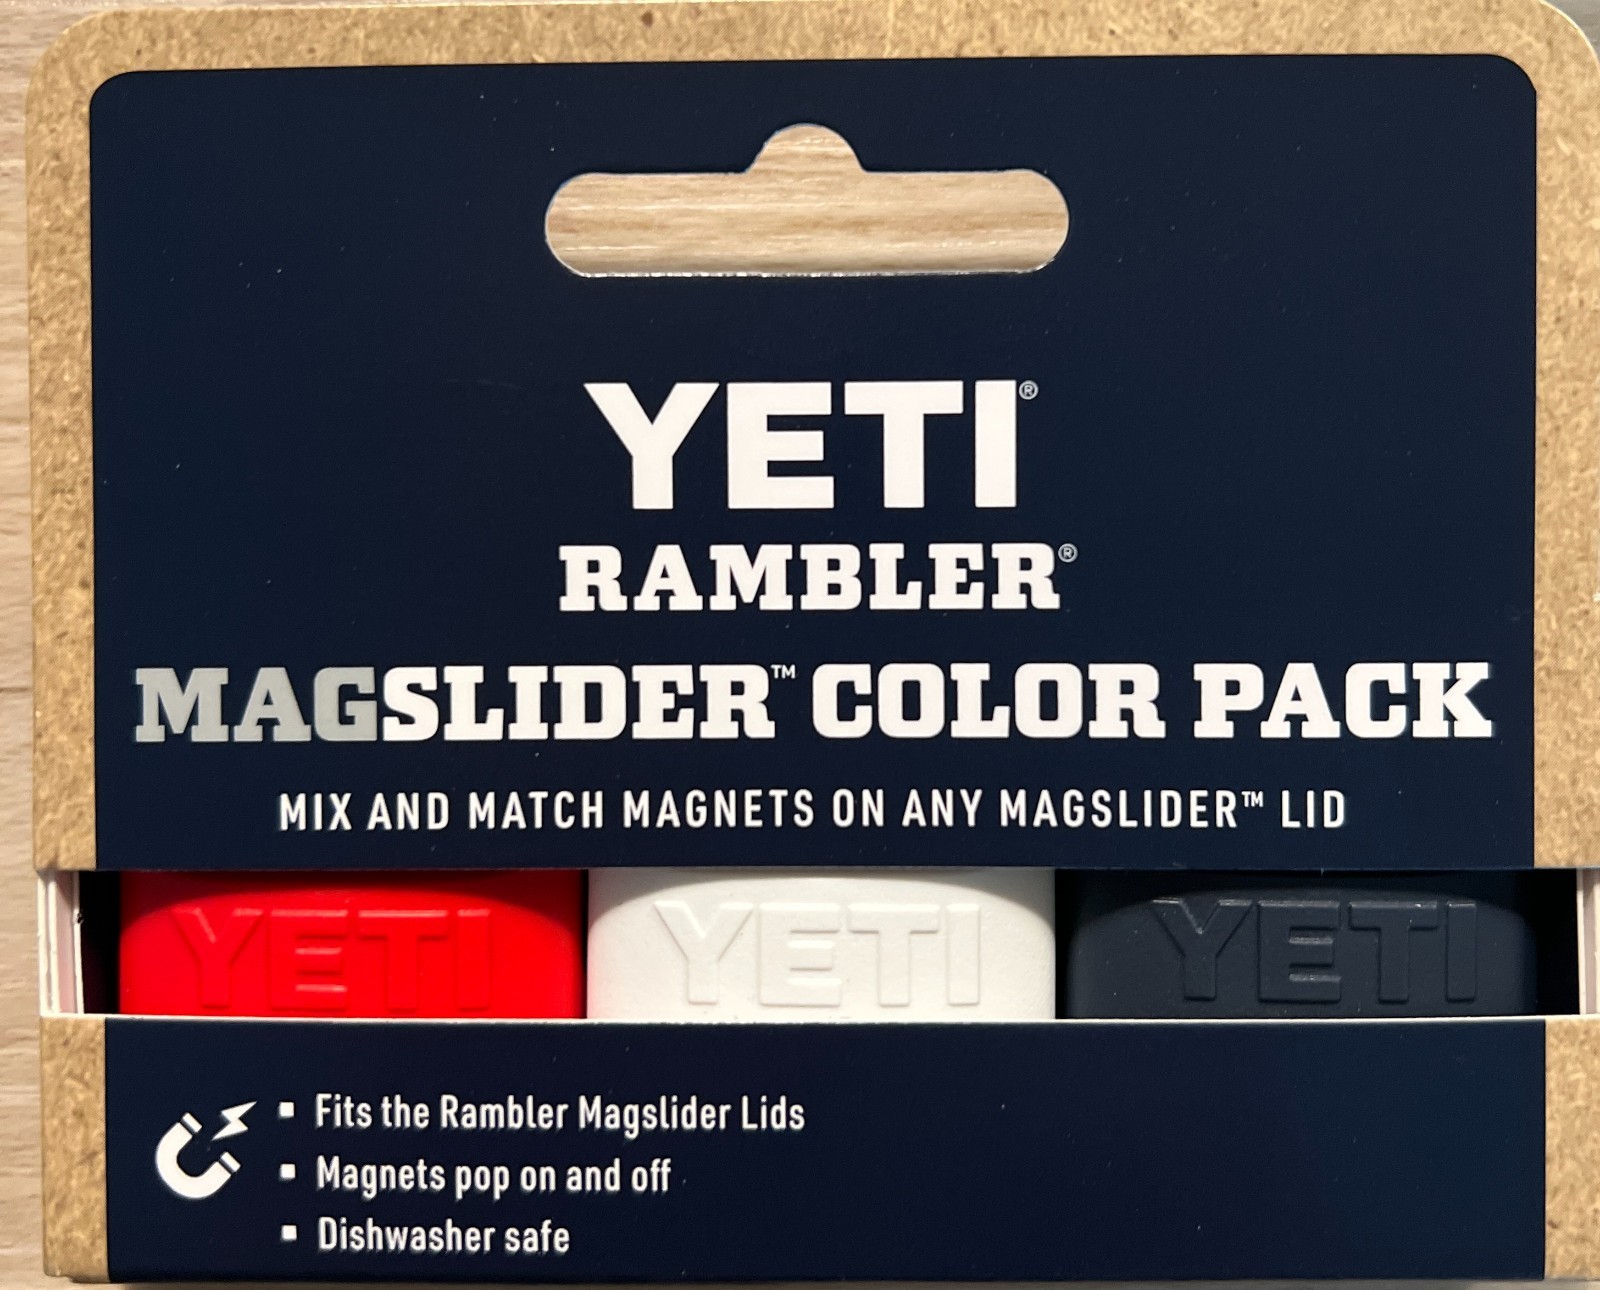 YETI®
RAMBLER®
MAGSLIDER™ COLOR PACK
MIX AND MATCH MAGNETS ON ANY MAGSLIDER™ LID
YETI YETI YETI
▪ Fits the Rambler Magslider Lids
▪ Magnets pop on and off
▪ Dishwasher safe